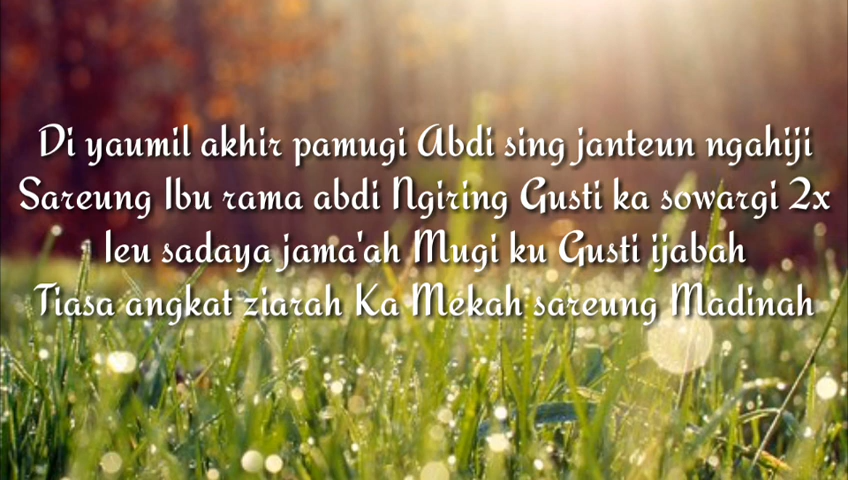 Di yaumil akhir pamugi Abdi sing janteun ngahiji
Sareung Ibu rama abdi Ngiring Gusti ka sowargi 2x
Ieu sadaya jama'ah Mugi ku Gusti ijabah
Tiasa angkat ziarah Ka Mékah sareung Madinah